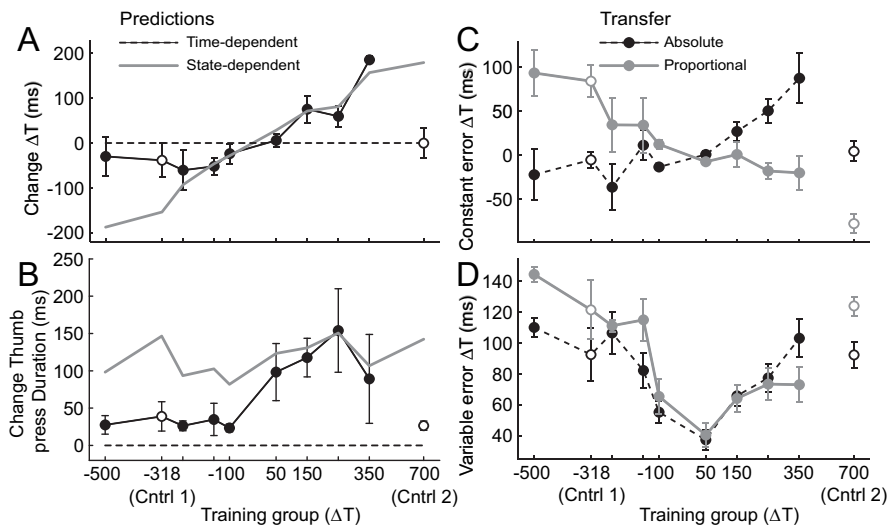 Predictions
Time-dependent
State-dependent
A
Change ΔT (ms)
200
100
0
-100
-200
B
Change Thumb
press Duration (ms)
250
200
150
100
50
0
-500
-318
-100
50
150
350
700
(Cntrl 1)
(Cntrl 2)
Training group (ΔT)
Transfer
Absolute
Proportional
C
Constant error ΔT (ms)
100
50
0
-50
D
Variable error ΔT (ms)
140
120
100
80
60
40
-500
-318
-100
50
150
350
700
(Cntrl 1)
(Cntrl 2)
Training group (ΔT)